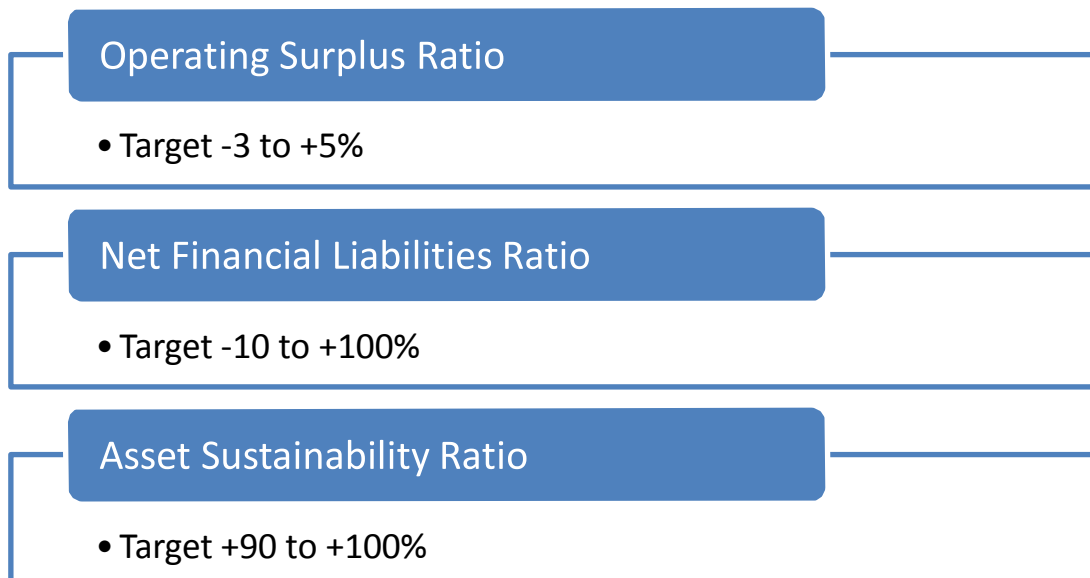 Operating Surplus Ratio
• Target -3 to +5%
Net Financial Liabilities Ratio
• Target -10 to +100%
Asset Sustainability Ratio
• Target +90 to +100%